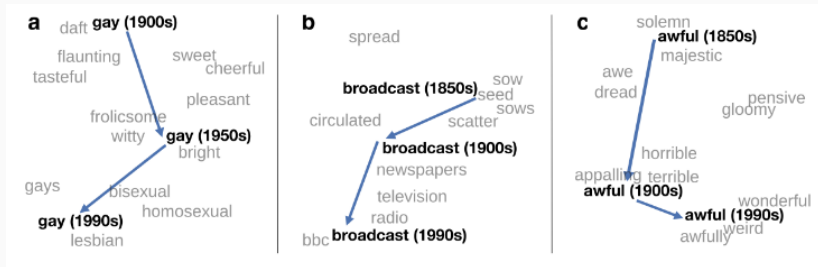 a
daft gay (1900s)
flaunting sweet
tasteful cheerful
pleasant
frolicsome
witty gay (1950s)
bright
gays bisexual
homosexual
gay (1990s)
lesbian
b
spread
broadcast (1850s) sow
seed
sows
circulated scatter
broadcast (1900s)
newspapers
television
radio
bbc broadcast (1990s)
c
solemn
awful (1850s)
majestic
awe
dread
pensive
gloomy
horrible
appalling terrible
awful (1900s)
wonderful
awful (1990s)
weird
awfully